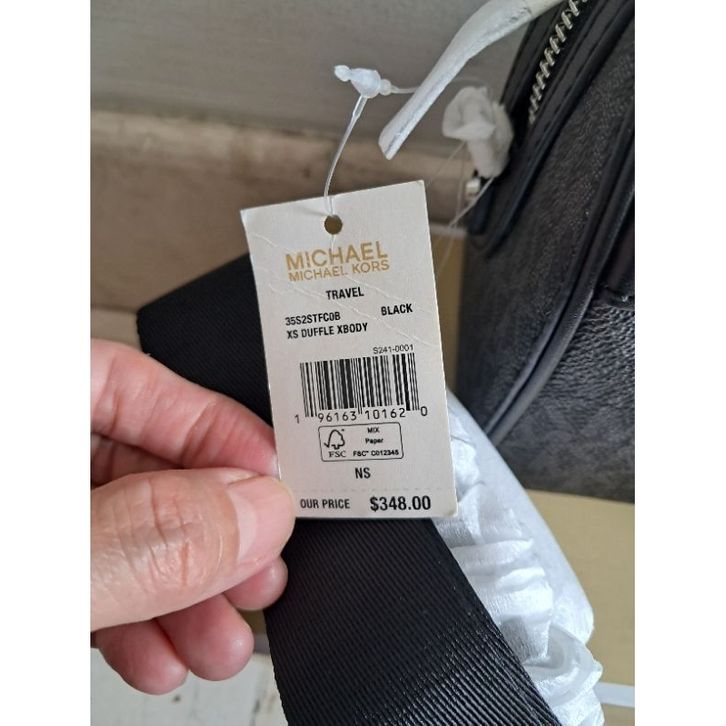 MICHAEL
MICHAEL KORS
TRAVEL
35S2STFC0B BLACK
XS DUFFLE XBODY
S241-0001
1 96163 10162 0
FSC
MIX
Paper
FSC™ C012345
NS
OUR PRICE $348.00